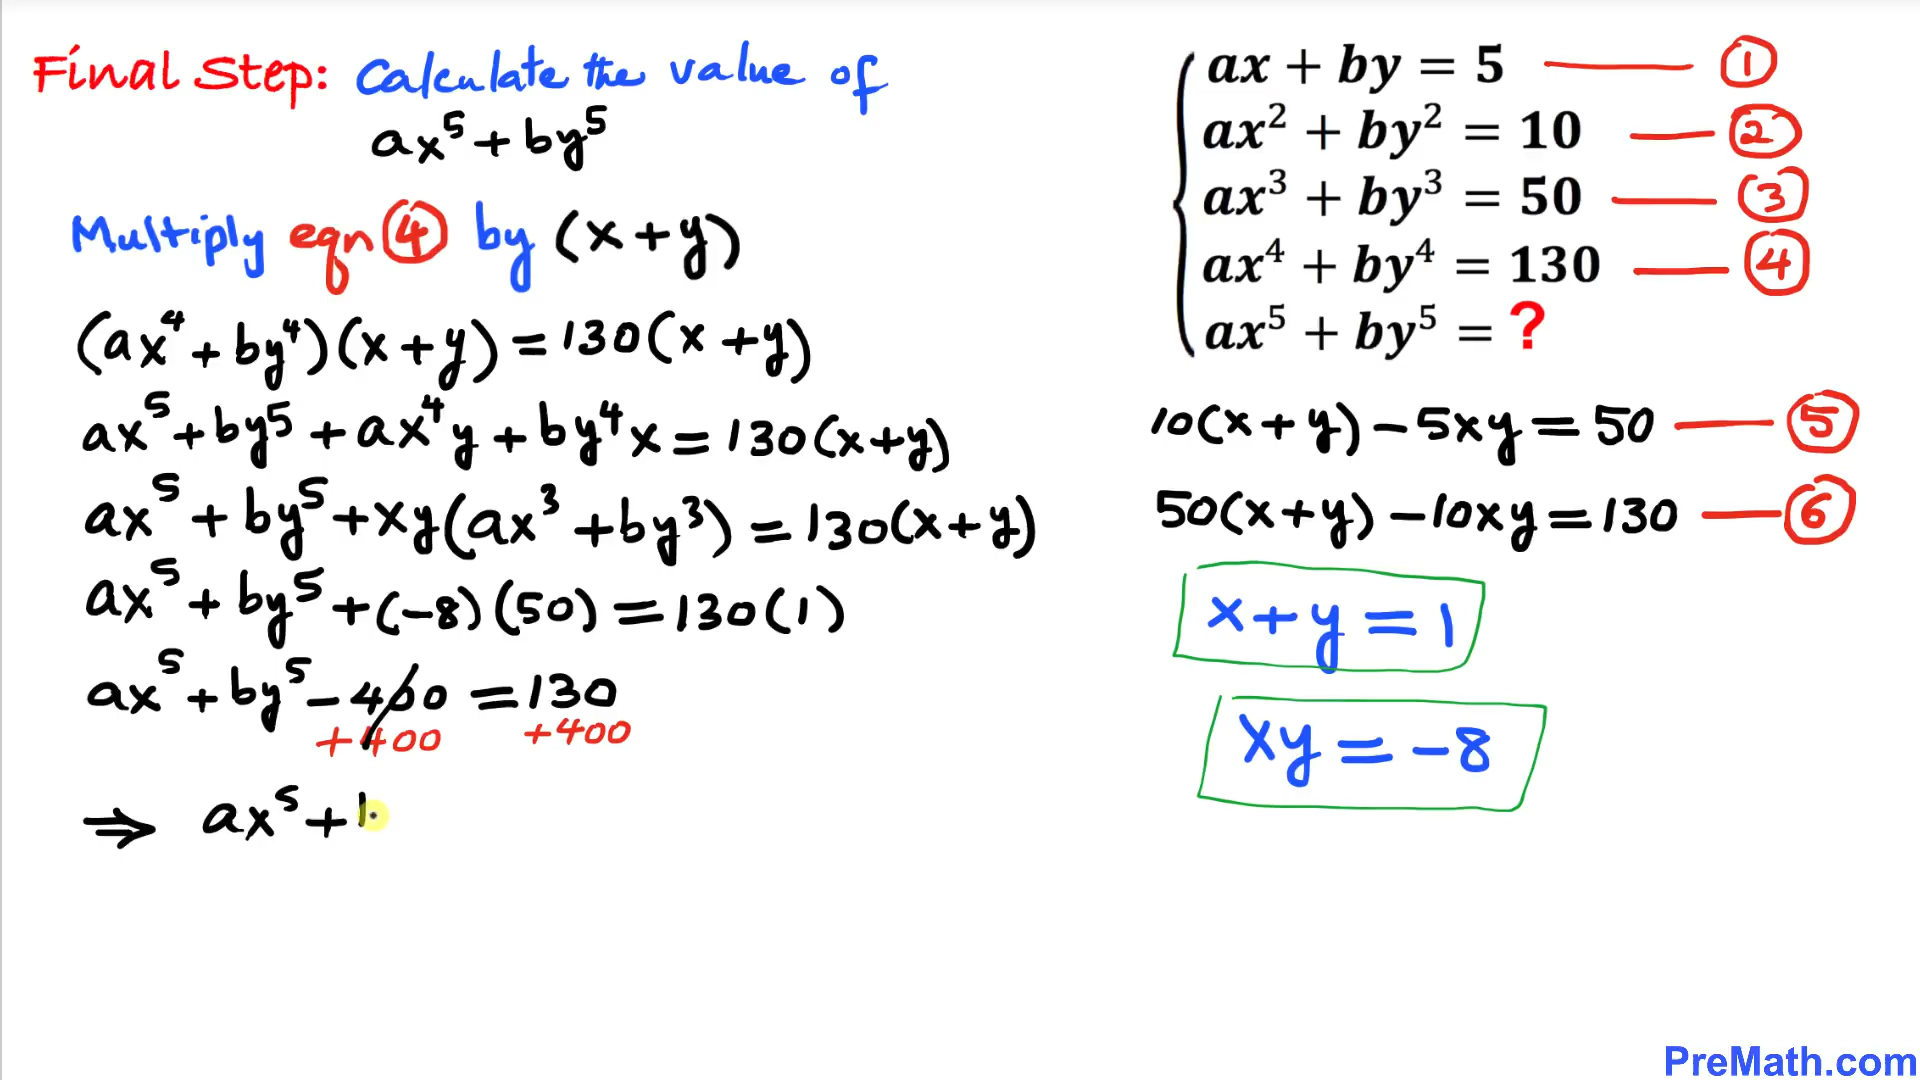 Final Step: Calculate the value of
ax⁵ + by⁵
Multiply eqn ④ by (x + y)
(ax⁴ + by⁴)(x + y) = 130(x + y)
ax⁵ + by⁵ + ax⁴y + by⁴x = 130(x+y)
ax⁵ + by⁵ + xy(ax³ + by³) = 130(x+y)
ax⁵ + by⁵ + (-8)(50) = 130(1)
ax⁵ + by⁵ - 400 = 130
+400 +400
⇒ ax⁵ +
ax + by = 5 ①
ax² + by² = 10 ②
ax³ + by³ = 50 ③
ax⁴ + by⁴ = 130 ④
ax⁵ + by⁵ = ?
10(x + y) - 5xy = 50 ⑤
50(x+y) - 10xy = 130 ⑥
x + y = 1
xy = -8
PreMath.com